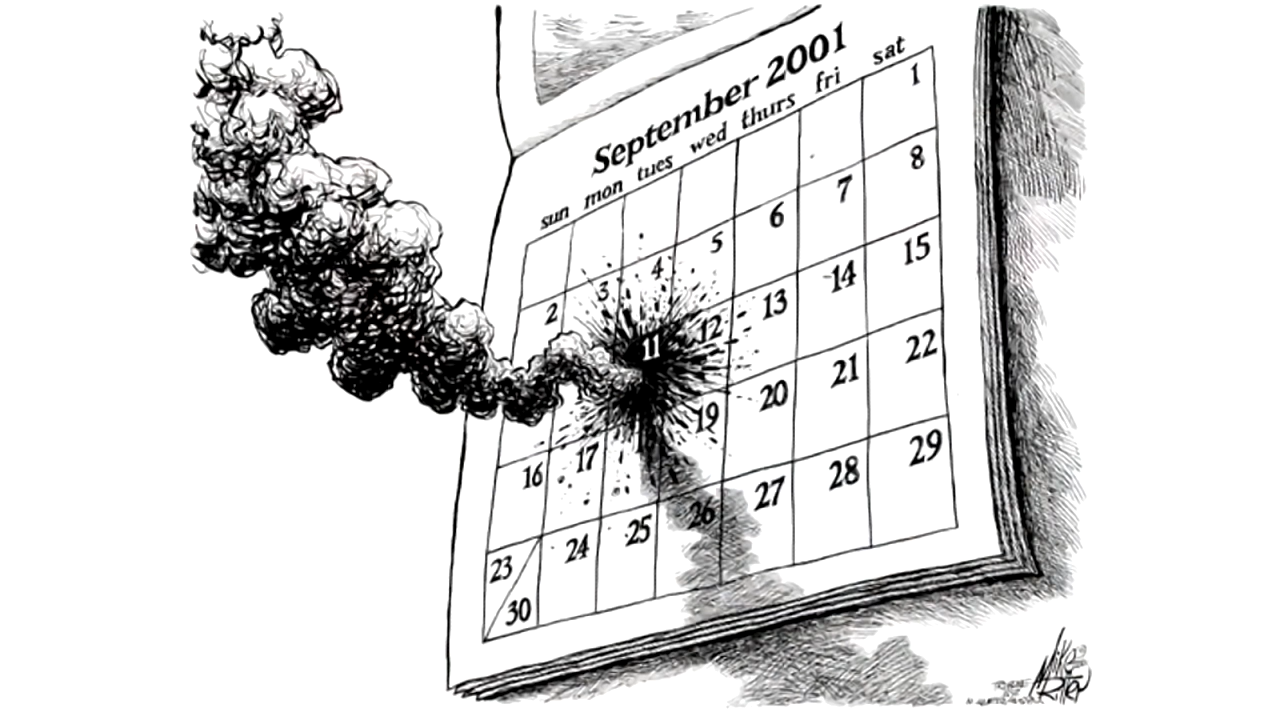 September 2001
sun mon tues wed thurs fri sat
1
2 3 4 5 6 7 8
11 12 13 14 15
16 17 19 20 21 22
23 24 25 26 27 28 29
30